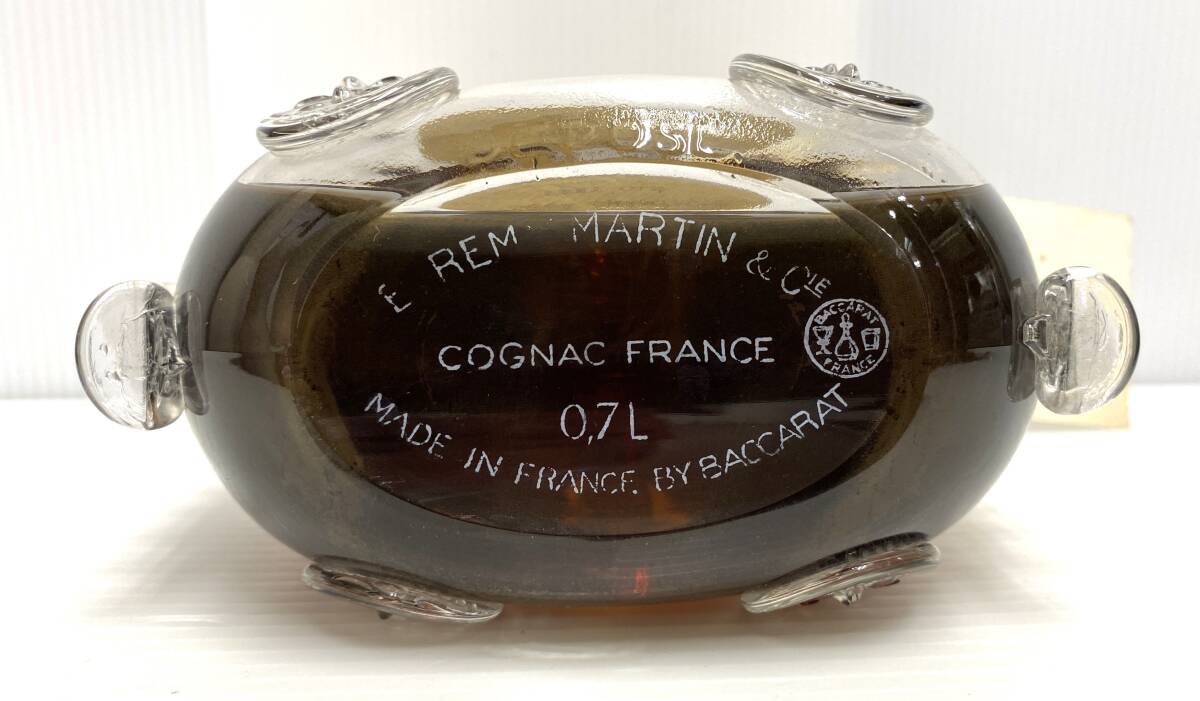 E REM MARTIN & CIE
COGNAC FRANCE
BACCARAT
FRANCE
0,7L
MADE IN FRANCE BY BACCARAT